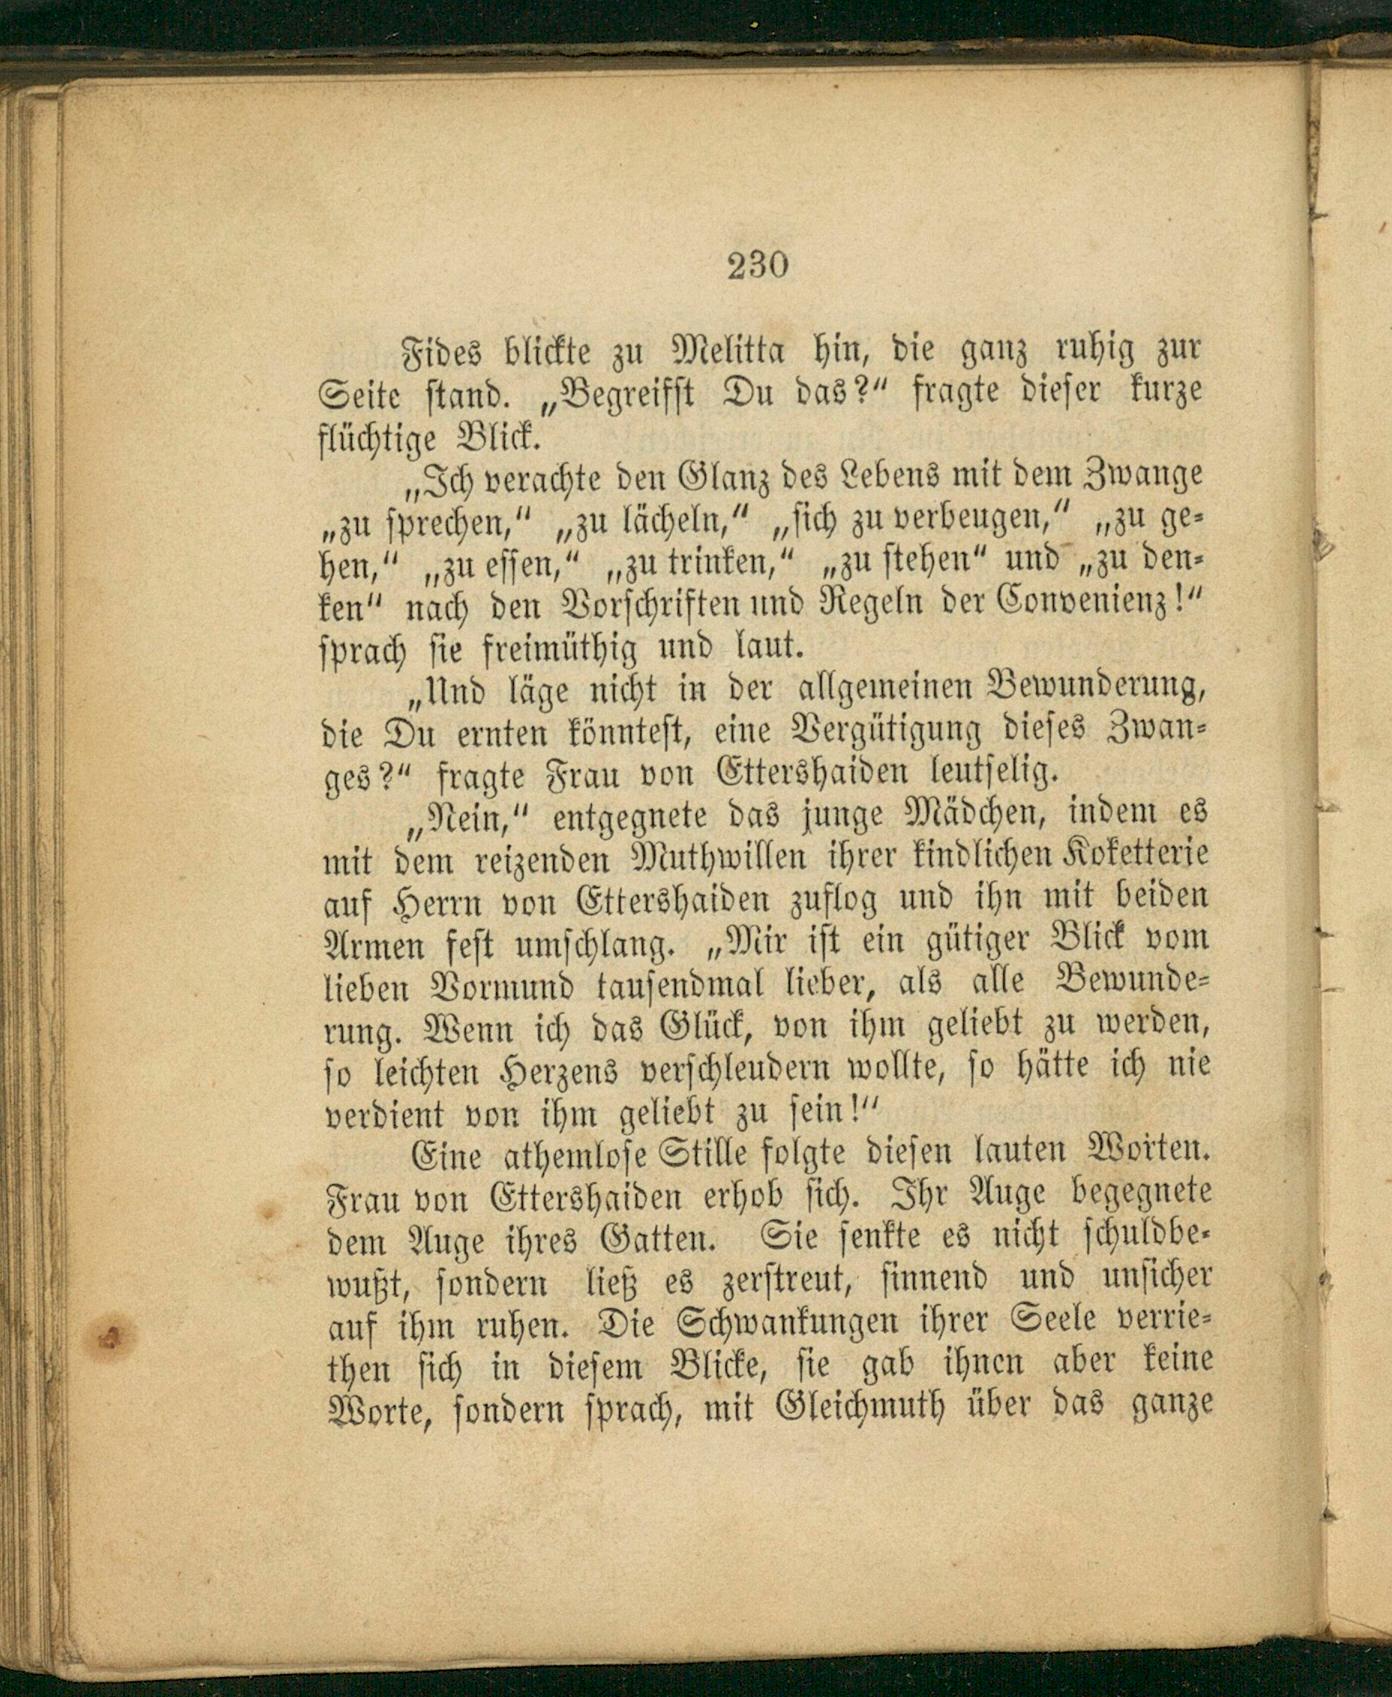 230
Fides blickte zu Melitta hin, die ganz ruhig zur
Seite stand. „Begreifst Du das?“ fragte dieser kurze
flüchtige Blick.
„Ich verachte den Glanz des Lebens mit dem Zwange
„zu sprechen,“ „zu lächeln,“ „sich zu verbeugen,“ „zu ge-
hen,“ „zu essen,“ „zu trinken,“ „zu stehen“ und „zu den-
ken“ nach den Vorschriften und Regeln der Convenienz!“
sprach sie freimüthig und laut.
„Und läge nicht in der allgemeinen Bewunderung,
die Du ernten könntest, eine Vergütigung dieses Zwan-
ges?“ fragte Frau von Ettershaiden leutselig.
„Nein,“ entgegnete das junge Mädchen, indem es
mit dem reizenden Muthwillen ihrer kindlichen Koketterie
auf Herrn von Ettershaiden zuflog und ihn mit beiden
Armen fest umschlang. „Mir ist ein gütiger Blick vom
lieben Vormund tausendmal lieber, als alle Bewunde-
rung. Wenn ich das Glück, von ihm geliebt zu werden,
so leichten Herzens verschleudern wollte, so hätte ich nie
verdient von ihm geliebt zu sein!“
Eine athemlose Stille folgte diesen lauten Worten.
Frau von Ettershaiden erhob sich. Ihr Auge begegnete
dem Auge ihres Gatten. Sie senkte es nicht schuldbe-
wußt, sondern ließ es zerstreut, sinnend und unsicher
auf ihm ruhen. Die Schwankungen ihrer Seele verrie-
then sich in diesem Blicke, sie gab ihnen aber keine
Worte, sondern sprach, mit Gleichmuth über das ganze